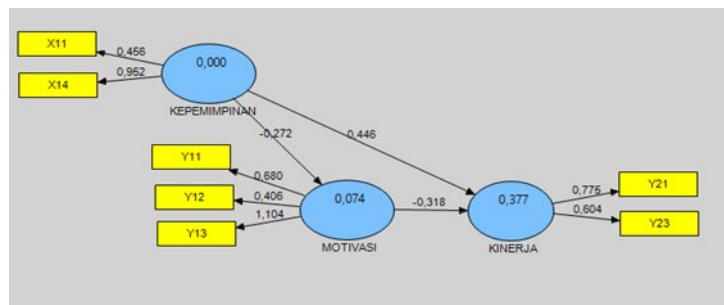 X11
0,456
X14
0,952
0,000
KEPEMIMPINAN
-0,272
0,446
Y11
0,680
Y12
0,406
Y13
1,104
0,074
MOTIVASI
-0,318
0,377
KINERJA
0,775
Y21
0,604
Y23